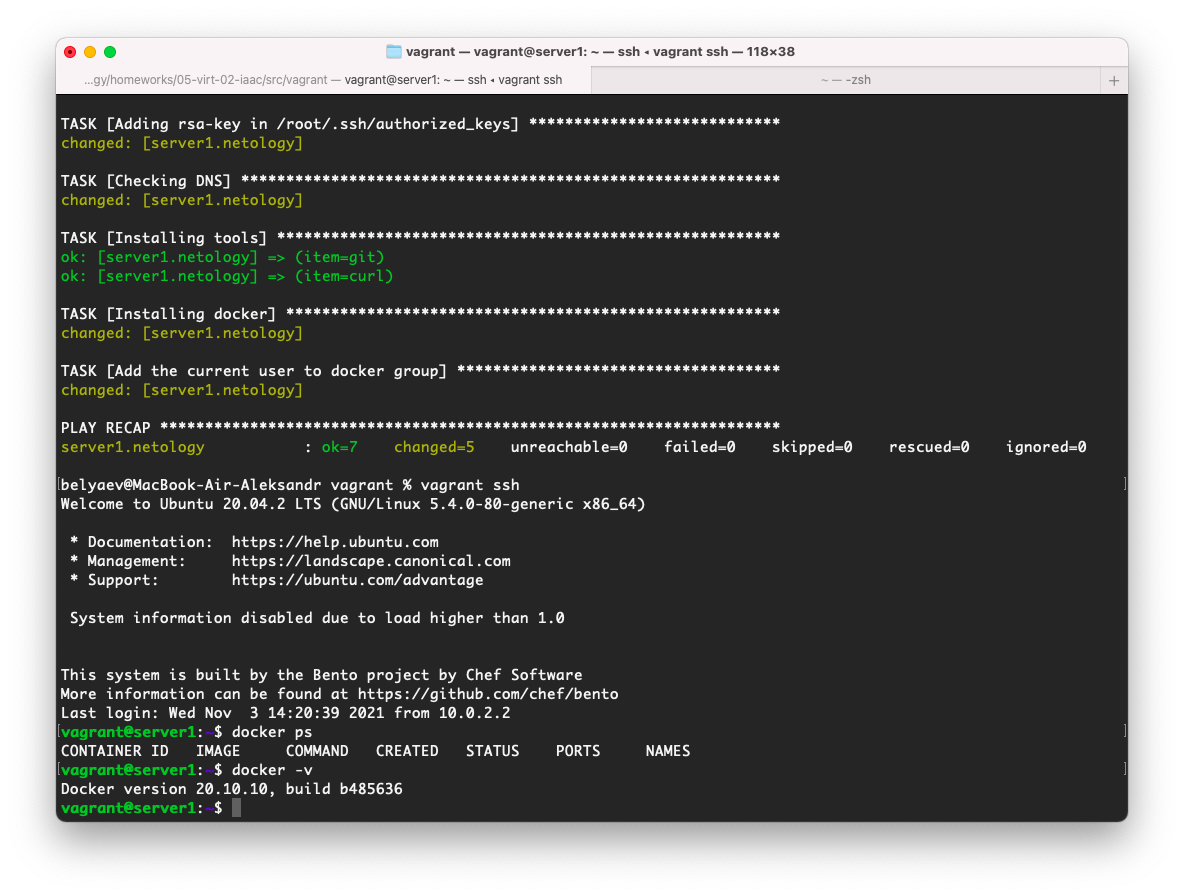 vagrant — vagrant@server1: ~ — ssh ◂ vagrant ssh — 118×38
...gy/homeworks/05-virt-02-iaac/src/vagrant — vagrant@server1: ~ — ssh ◂ vagrant ssh
~ — -zsh
+
TASK [Adding rsa-key in /root/.ssh/authorized_keys] ****************************
changed: [server1.netology]
TASK [Checking DNS] ************************************************************
changed: [server1.netology]
TASK [Installing tools] ********************************************************
ok: [server1.netology] => (item=git)
ok: [server1.netology] => (item=curl)
TASK [Installing docker] *******************************************************
changed: [server1.netology]
TASK [Add the current user to docker group] ************************************
changed: [server1.netology]
PLAY RECAP *********************************************************************
server1.netology           : ok=7    changed=5    unreachable=0    failed=0    skipped=0    rescued=0    ignored=0
[belyaev@MacBook-Air-Aleksandr vagrant % vagrant ssh ]
Welcome to Ubuntu 20.04.2 LTS (GNU/Linux 5.4.0-80-generic x86_64)
* Documentation:  https://help.ubuntu.com
* Management:     https://landscape.canonical.com
* Support:        https://ubuntu.com/advantage
System information disabled due to load higher than 1.0
This system is built by the Bento project by Chef Software
More information can be found at https://github.com/chef/bento
Last login: Wed Nov  3 14:20:39 2021 from 10.0.2.2
[vagrant@server1:~$ docker ps ]
CONTAINER ID   IMAGE     COMMAND   CREATED   STATUS    PORTS     NAMES
[vagrant@server1:~$ docker -v ]
Docker version 20.10.10, build b485636
vagrant@server1:~$